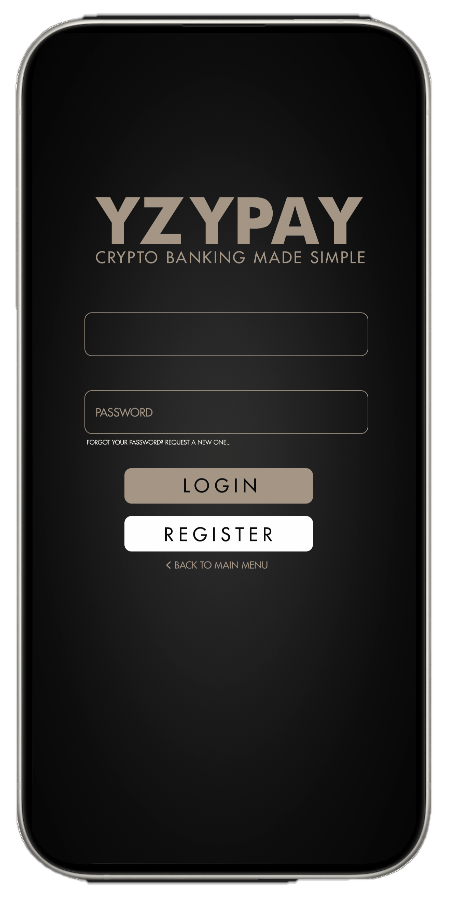 YZYPAY
CRYPTO BANKING MADE SIMPLE
PASSWORD
FORGOT YOUR PASSWORD? REQUEST A NEW ONE..
LOGIN
REGISTER
< BACK TO MAIN MENU